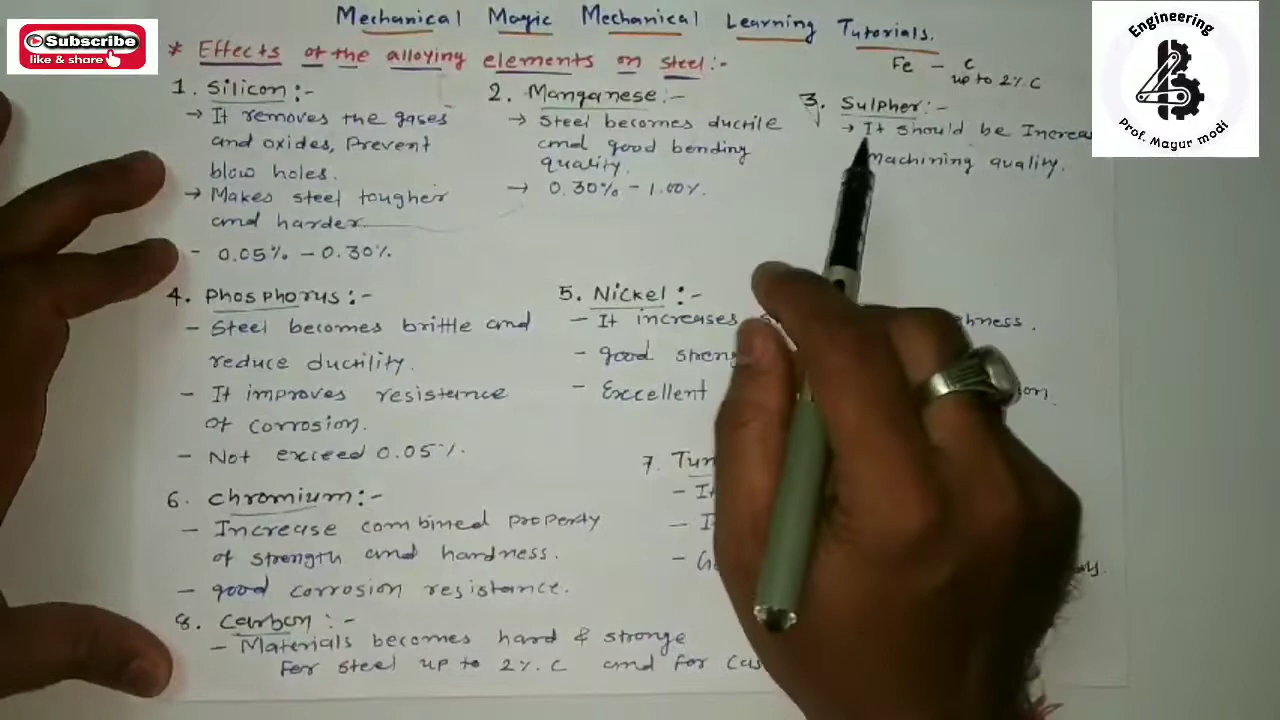 Mechanical Magic Mechanical Learning Tutorials.
Subscribe
like & share
Engineering
Prof. Mayur modi
* Effects of the alloying elements on steel:-
Fe - C
up to 2% C
1. Silicon:-
→ It removes the gases
and oxides, Prevent
blow holes.
→ Makes steel tougher
and harder
- 0.05% - 0.30%
2. Manganese:-
→ Steel becomes ductile
and good bending
quality.
→ 0.30% - 1.00%.
3. Sulpher:-
→ It should be
machining quality.
4. Phosphorus:-
- Steel becomes brittle and
reduce ductility.
- It improves resistance
of corrosion.
- Not exceed 0.05%.
5. Nickel:-
- It increases
- good
- Excellent
6. Chromium:-
- Increase combined property
of strength and hardness.
- good corrosion resistance.
7.
8. Carbon:-
- Materials becomes hard & stronge
for steel up to 2%. C and for